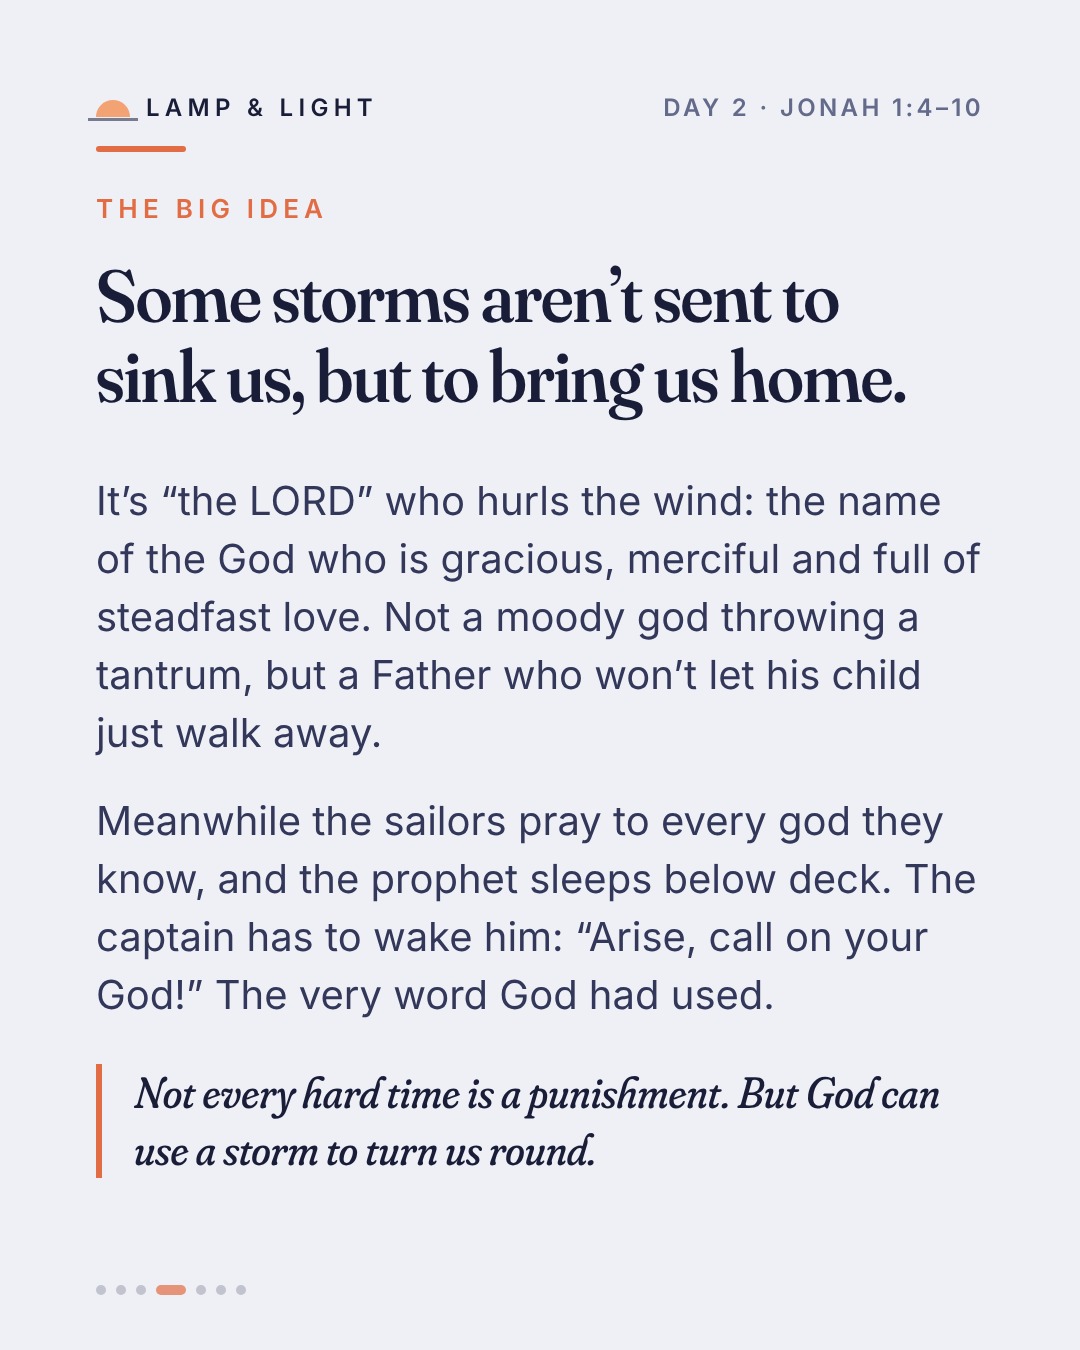 LAMP & LIGHT
DAY 2 · JONAH 1:4–10
THE BIG IDEA
Some storms aren’t sent to
sink us, but to bring us home.
It’s “the LORD” who hurls the wind: the name
of the God who is gracious, merciful and full of
steadfast love. Not a moody god throwing a
tantrum, but a Father who won’t let his child
just walk away.
Meanwhile the sailors pray to every god they
know, and the prophet sleeps below deck. The
captain has to wake him: “Arise, call on your
God!” The very word God had used.
Not every hard time is a punishment. But God can
use a storm to turn us round.